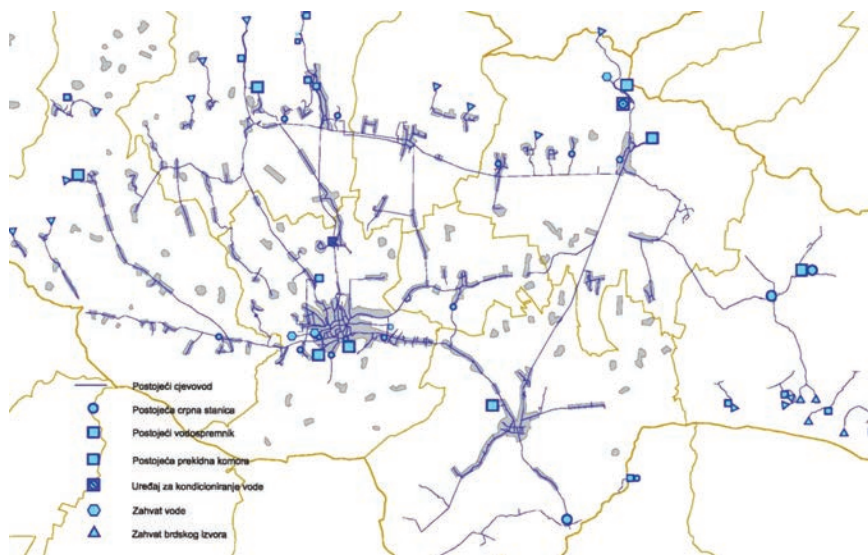 Postojeći cjevovod
Postojeća crpna stanica
Postojeći vodospremnik
Postojeća prekidna komora
Uređaj za kondicioniranje vode
Zahvat vode
Zahvat brdskog izvora